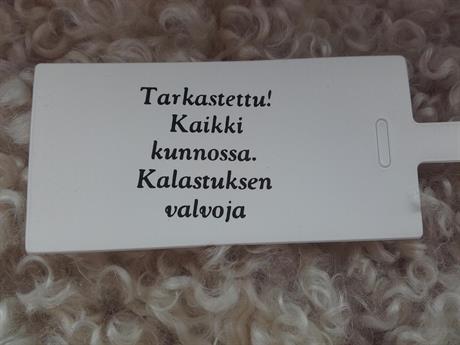 Tarkastettu!
Kaikki
kunnossa.
Kalastuksen
valvoja